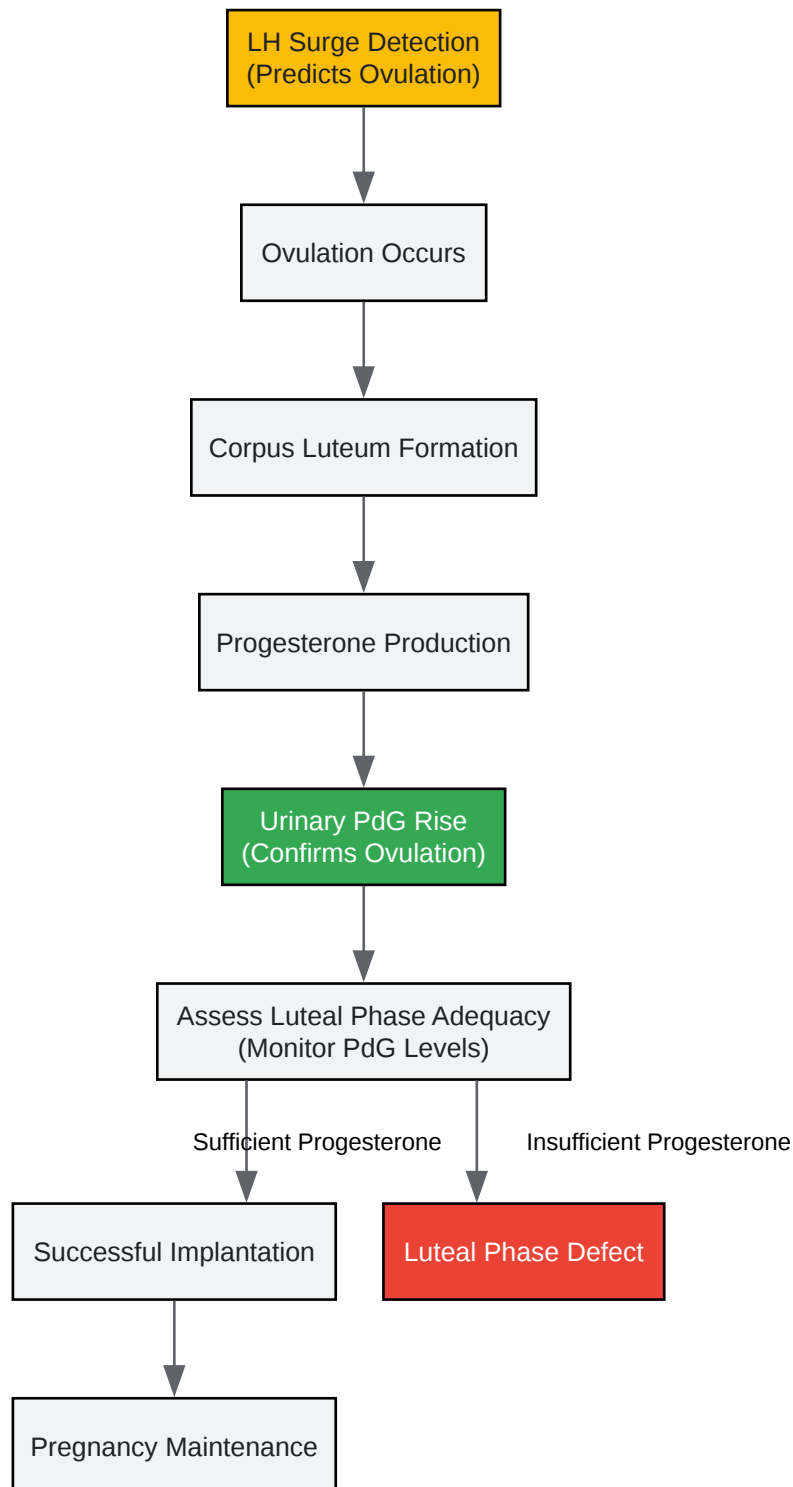 LH Surge Detection
(Predicts Ovulation)
Ovulation Occurs
Corpus Luteum Formation
Progesterone Production
Urinary PdG Rise
(Confirms Ovulation)
Assess Luteal Phase Adequacy
(Monitor PdG Levels)
Sufficient Progesterone
Insufficient Progesterone
Successful Implantation
Luteal Phase Defect
Pregnancy Maintenance